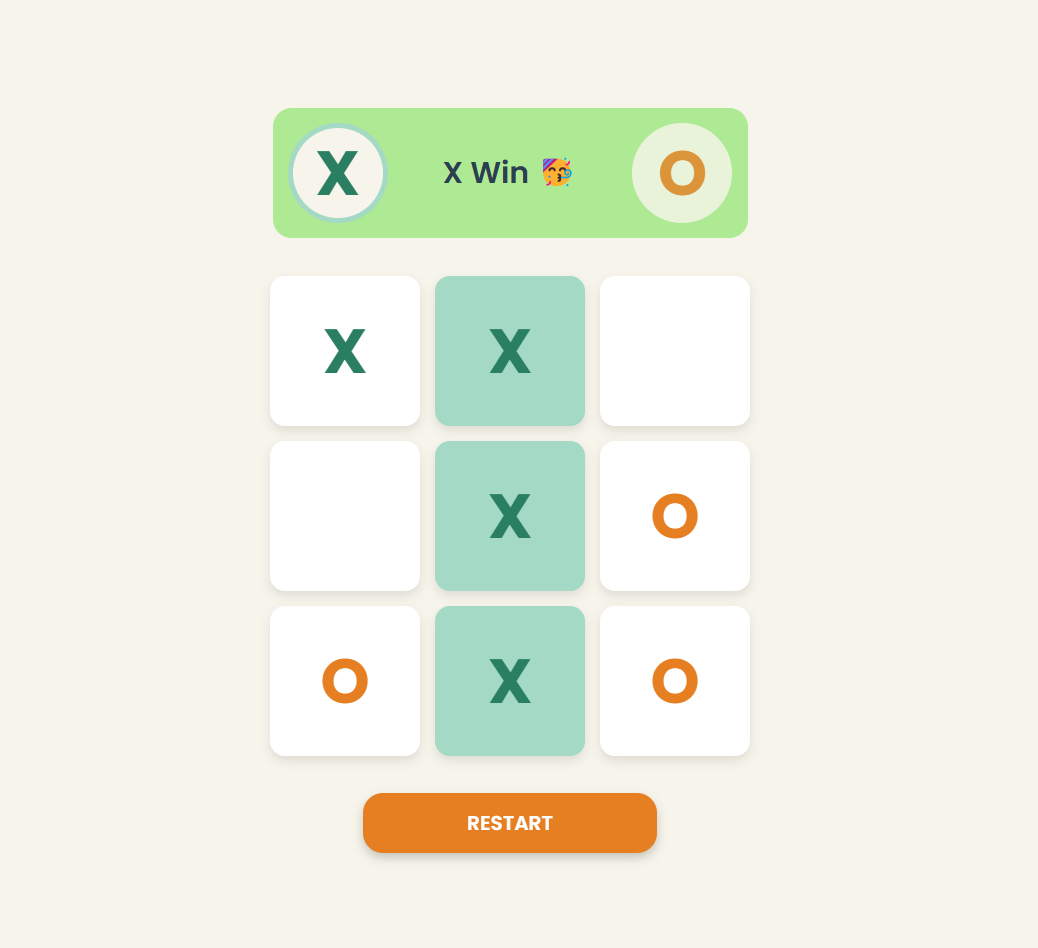 X X Win 🥳 O
X X
X O
O X O
RESTART